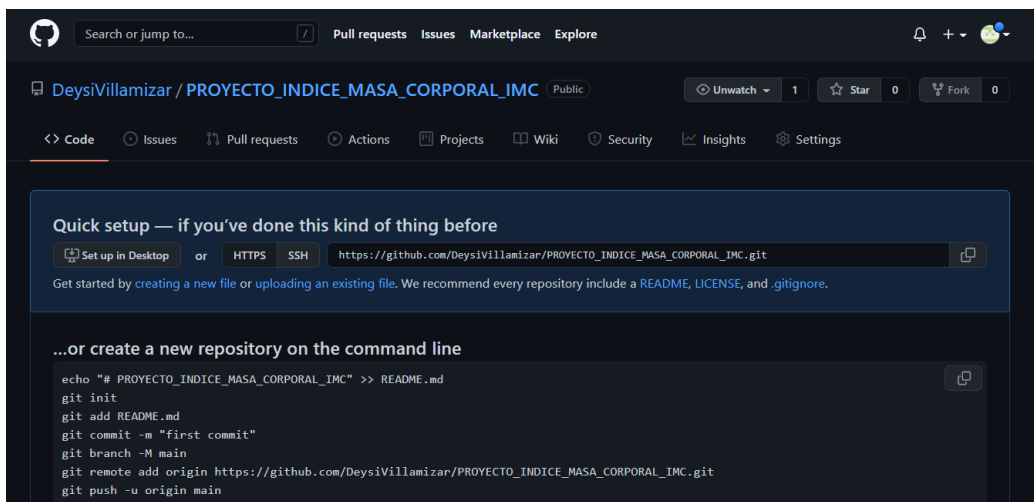 Search or jump to... / Pull requests Issues Marketplace Explore
DeysiVillamizar / PROYECTO_INDICE_MASA_CORPORAL_IMC Public Unwatch 1 Star 0 Fork 0
<> Code Issues Pull requests Actions Projects Wiki Security Insights Settings
Quick setup — if you've done this kind of thing before
Set up in Desktop or HTTPS SSH https://github.com/DeysiVillamizar/PROYECTO_INDICE_MASA_CORPORAL_IMC.git
Get started by creating a new file or uploading an existing file. We recommend every repository include a README, LICENSE, and .gitignore.
...or create a new repository on the command line
echo "# PROYECTO_INDICE_MASA_CORPORAL_IMC" >> README.md
git init
git add README.md
git commit -m "first commit"
git branch -M main
git remote add origin https://github.com/DeysiVillamizar/PROYECTO_INDICE_MASA_CORPORAL_IMC.git
git push -u origin main